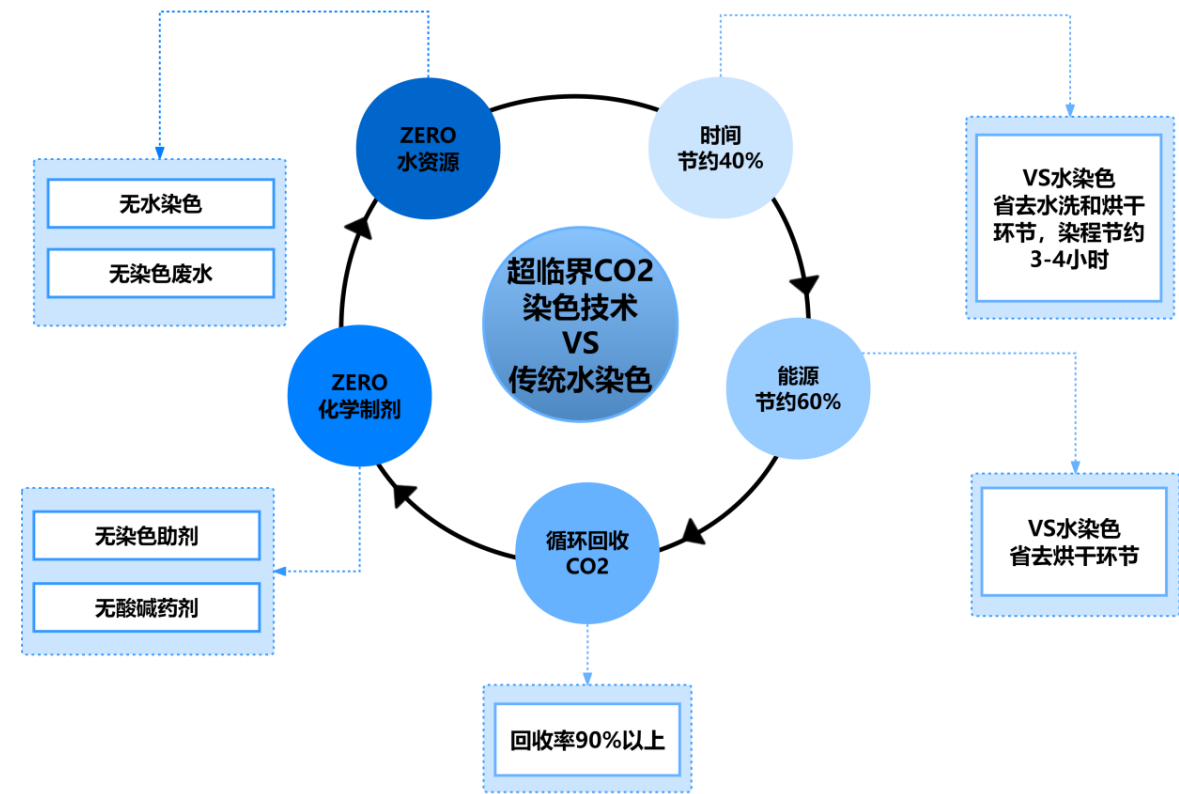 ZERO
水资源
时间
节约40%
VS水染色
省去水洗和烘干
环节，染程节约
3-4小时
无水染色
无染色废水
超临界CO2
染色技术
VS
传统水染色
ZERO
化学制剂
能源
节约60%
VS水染色
省去烘干环节
循环回收
CO2
无染色助剂
无酸碱药剂
回收率90%以上